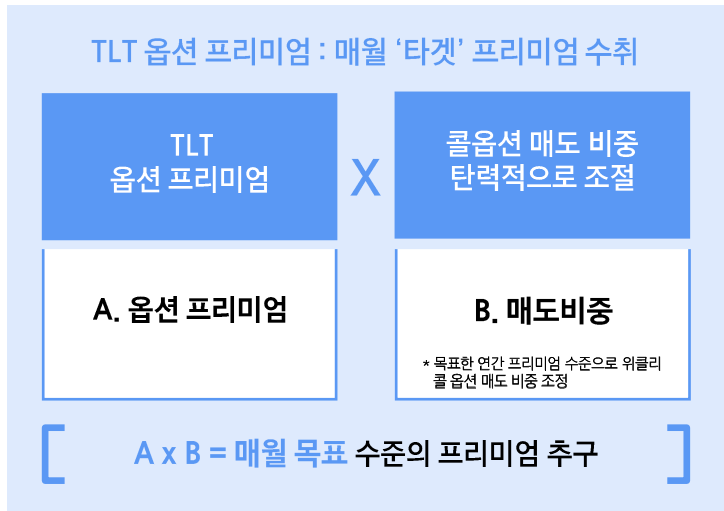 TLT 옵션 프리미엄 : 매월 ‘타겟’ 프리미엄 수취
TLT
옵션 프리미엄
X
콜옵션 매도 비중
탄력적으로 조절
A. 옵션 프리미엄
B. 매도비중
* 목표한 연간 프리미엄 수준으로 위클리
콜 옵션 매도 비중 조정
[ A x B = 매월 목표 수준의 프리미엄 추구 ]